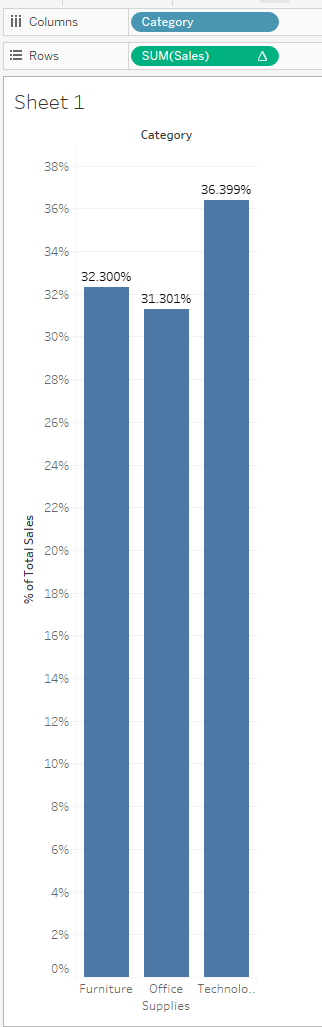 Columns
Category
Rows
SUM(Sales)
Sheet 1
Category
38%
36.399%
36%
34%
32.300%
32%
31.301%
30%
28%
26%
24%
22%
20%
18%
16%
14%
12%
10%
8%
6%
4%
2%
0%
% of Total Sales
Furniture
Office
Supplies
Technolo..